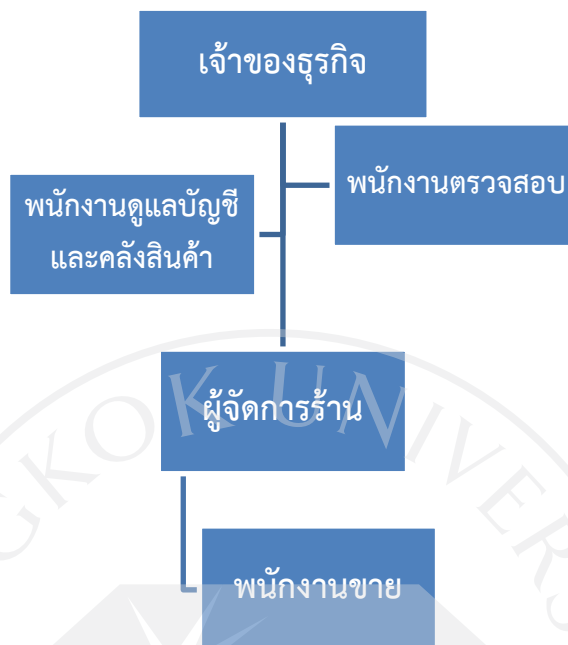 เจ้าของธุรกิจ
พนักงานตรวจสอบ
พนักงานดูแลบัญชี
และคลังสินค้า
ผู้จัดการร้าน
พนักงานขาย
GKOK UNIVERS